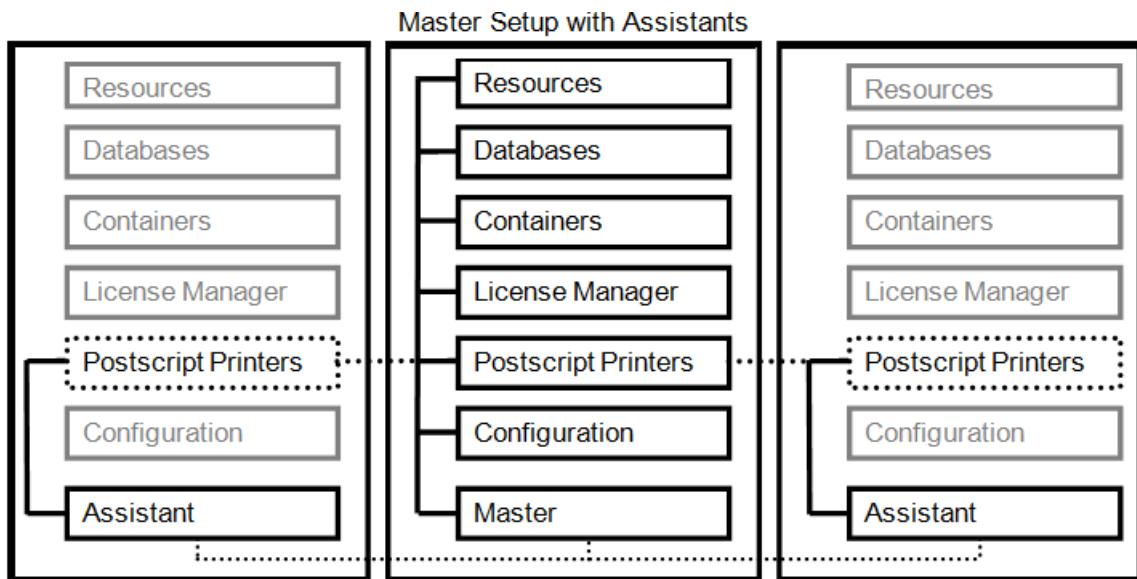 Master Setup with Assistants
Resources
Databases
Containers
License Manager
Postscript Printers
Configuration
Assistant
Resources
Databases
Containers
License Manager
Postscript Printers
Configuration
Master
Resources
Databases
Containers
License Manager
Postscript Printers
Configuration
Assistant